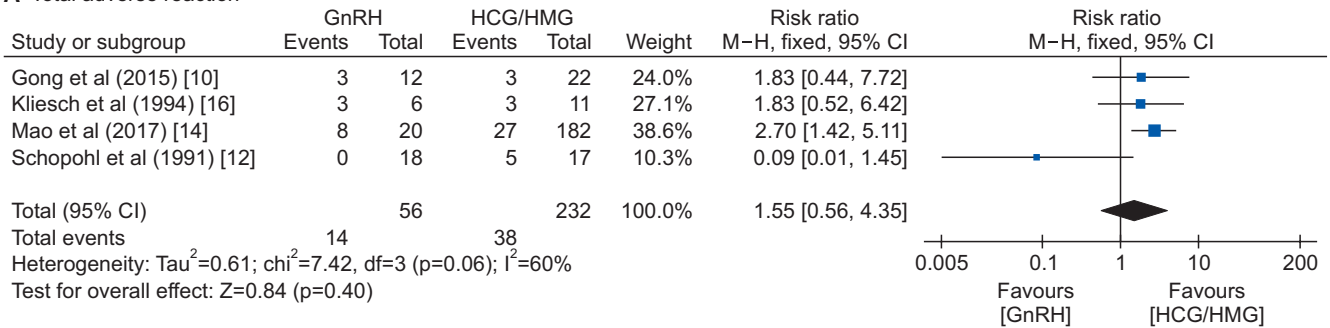 A Total adverse reaction
GnRH HCG/HMG Risk ratio Risk ratio
Study or subgroup Events Total Events Total Weight M−H, fixed, 95% CI M−H, fixed, 95% CI
Gong et al (2015) [10] 3 12 3 22 24.0% 1.83 [0.44, 7.72]
Kliesch et al (1994) [16] 3 6 3 11 27.1% 1.83 [0.52, 6.42]
Mao et al (2017) [14] 8 20 27 182 38.6% 2.70 [1.42, 5.11]
Schopohl et al (1991) [12] 0 18 5 17 10.3% 0.09 [0.01, 1.45]
Total (95% CI) 56 232 100.0% 1.55 [0.56, 4.35]
Total events 14 38
Heterogeneity: Tau²=0.61; chi²=7.42, df=3 (p=0.06); I²=60%
Test for overall effect: Z=0.84 (p=0.40)
0.005 0.1 1 10 200
Favours Favours
[GnRH] [HCG/HMG]